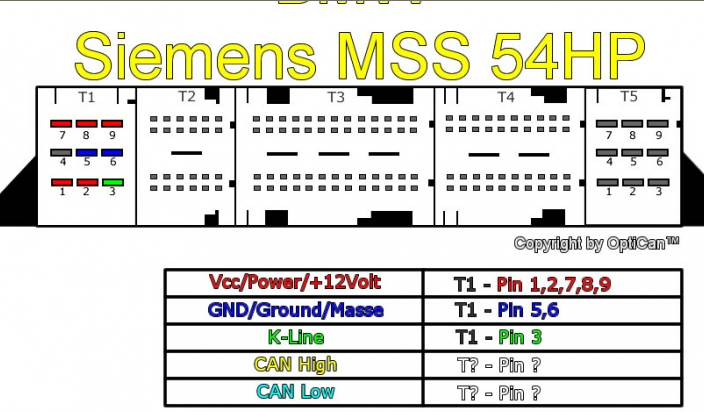 Siemens MSS 54HP
T1 T2 T3 T4 T5
7 8 9 7 8 9
4 5 6 4 5 6
1 2 3 1 2 3
Copyright by OptiCan™
Vcc/Power/+12Volt T1 - Pin 1,2,7,8,9
GND/Ground/Masse T1 - Pin 5,6
K-Line T1 - Pin 3
CAN High T? - Pin ?
CAN Low T? - Pin ?